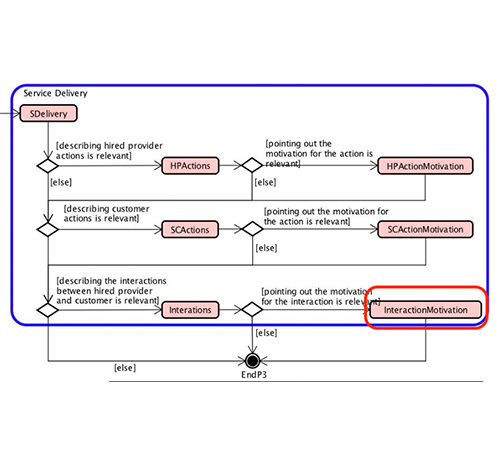 Service Delivery
SDelivery
[describing hired provider
actions is relevant]
HPActions
[pointing out the
motivation for the action is
relevant]
HPActionMotivation
[else]
[else]
[describing customer
actions is relevant]
SCActions
[pointing out the motivation for
the action is relevant]
SCActionMotivation
[else]
[describing the interactions
between hired provider
and customer is relevant]
Interations
[pointing out the motivation
for the interaction is relevant]
InteractionMotivation
[else]
[else]
EndP3